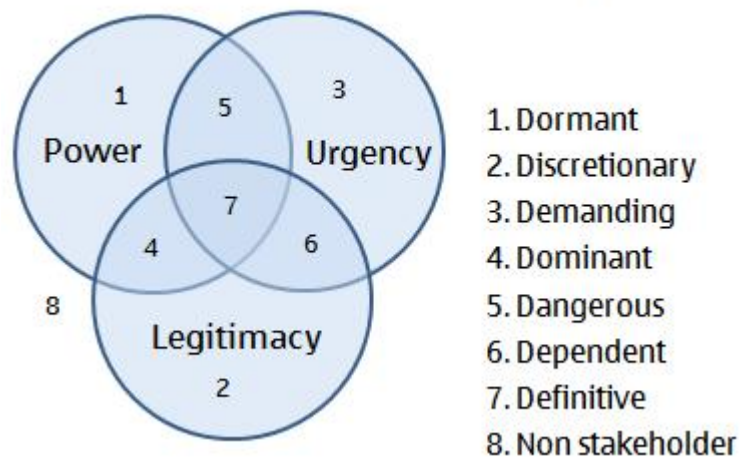 1
5
3
Power
Urgency
7
4
6
8
Legitimacy
2
1. Dormant
2. Discretionary
3. Demanding
4. Dominant
5. Dangerous
6. Dependent
7. Definitive
8. Non stakeholder